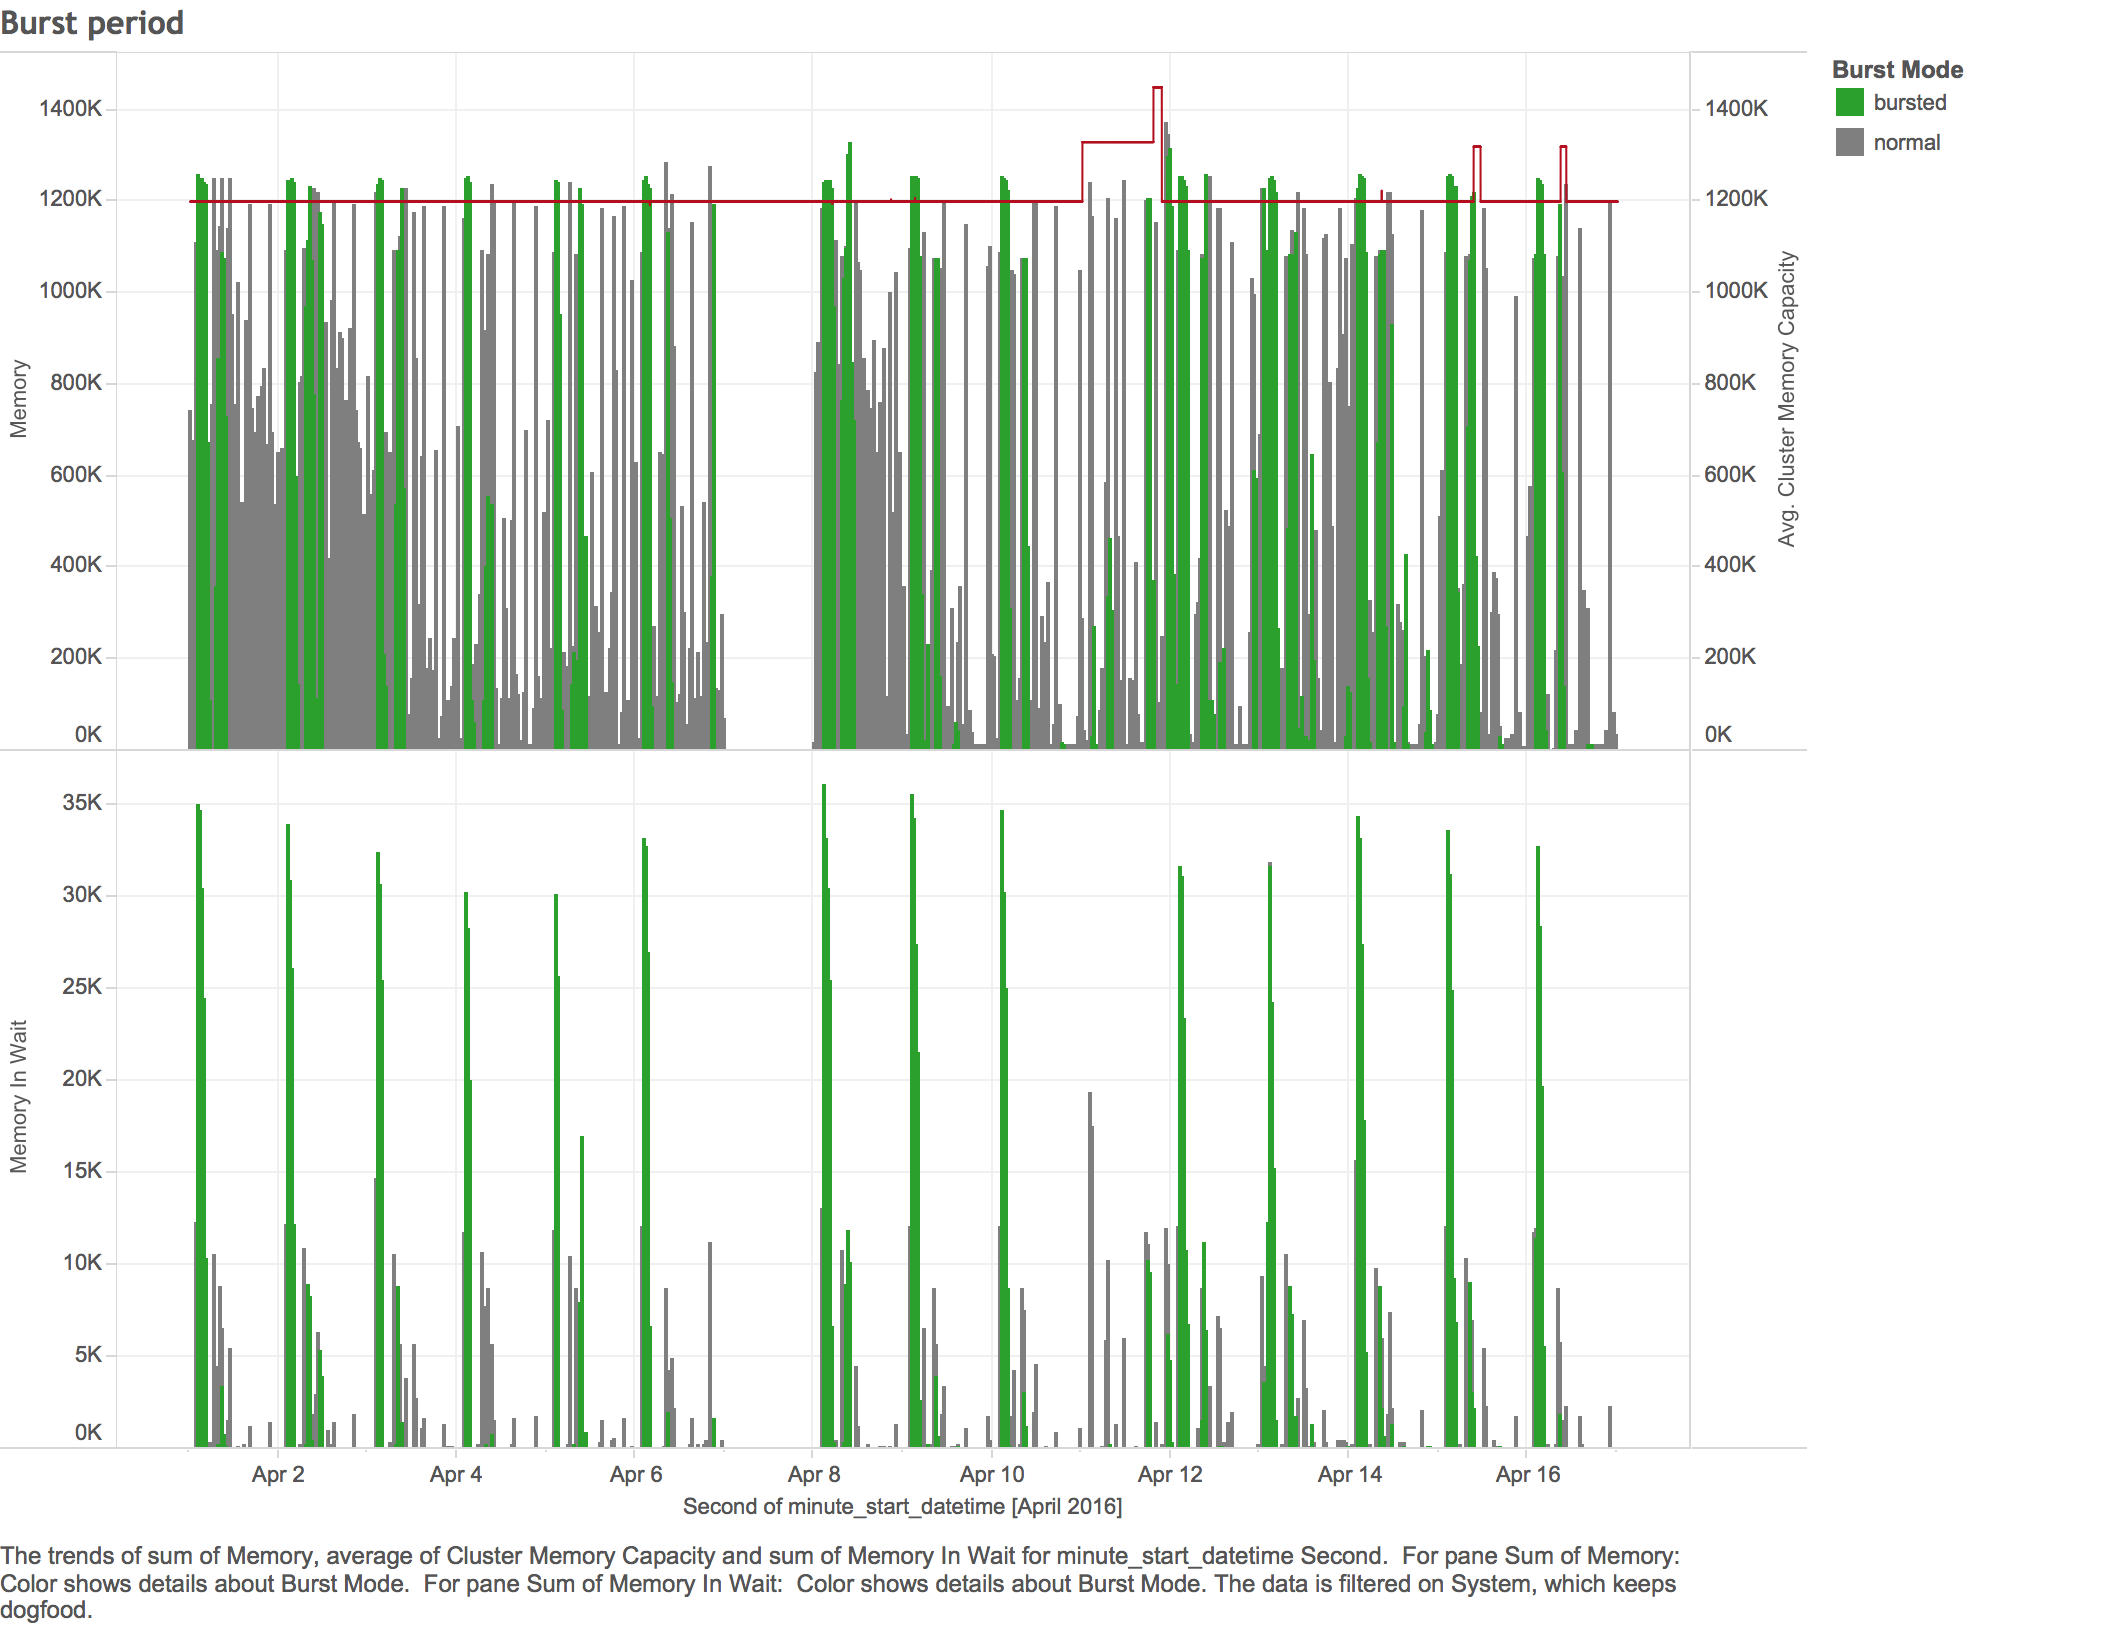 Burst period
Burst Mode
bursted
normal
1400K
1200K
1000K
800K
600K
400K
200K
0K
Memory
1400K
1200K
1000K
800K
600K
400K
200K
0K
Avg. Cluster Memory Capacity
35K
30K
25K
20K
15K
10K
5K
0K
Memory In Wait
Apr 2 Apr 4 Apr 6 Apr 8 Apr 10 Apr 12 Apr 14 Apr 16
Second of minute_start_datetime [April 2016]
The trends of sum of Memory, average of Cluster Memory Capacity and sum of Memory In Wait for minute_start_datetime Second.  For pane Sum of Memory:
Color shows details about Burst Mode.  For pane Sum of Memory In Wait:  Color shows details about Burst Mode. The data is filtered on System, which keeps
dogfood.